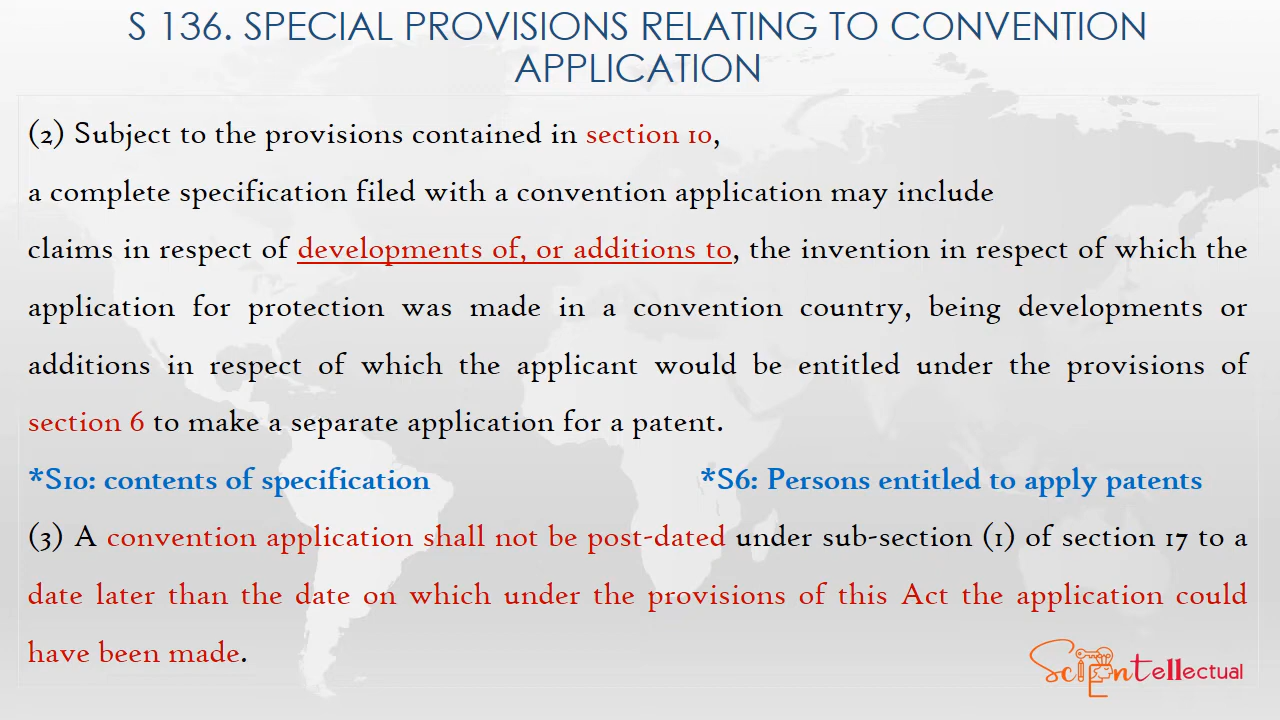 S 136. SPECIAL PROVISIONS RELATING TO CONVENTION
APPLICATION
(2) Subject to the provisions contained in section 10,
a complete specification filed with a convention application may include
claims in respect of developments of, or additions to, the invention in respect of which the
application for protection was made in a convention country, being developments or
additions in respect of which the applicant would be entitled under the provisions of
section 6 to make a separate application for a patent.
*S10: contents of specification *S6: Persons entitled to apply patents
(3) A convention application shall not be post-dated under sub-section (1) of section 17 to a
date later than the date on which under the provisions of this Act the application could
have been made.
SciEntellectual